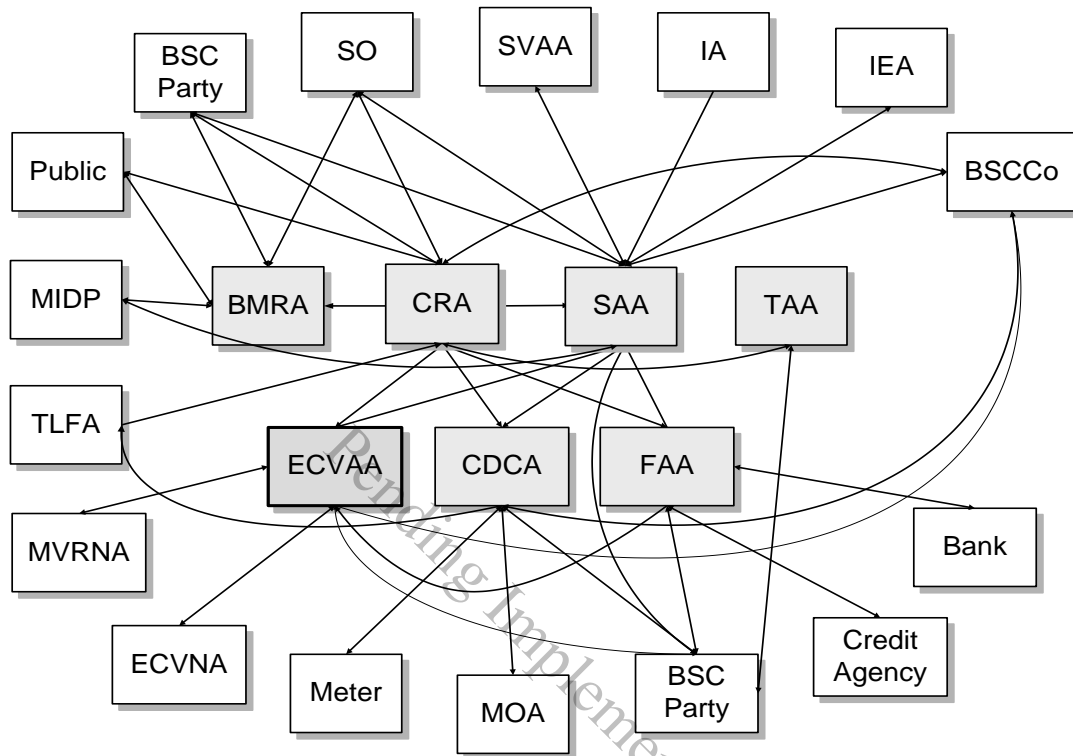 BSC
Party
SO
SVAA
IA
IEA
Public
BSCCo
MIDP
BMRA
CRA
SAA
TAA
TLFA
ECVAA
CDCA
FAA
MVRNA
Bank
ECVNA
Meter
MOA
BSC
Party
Credit
Agency
Pending